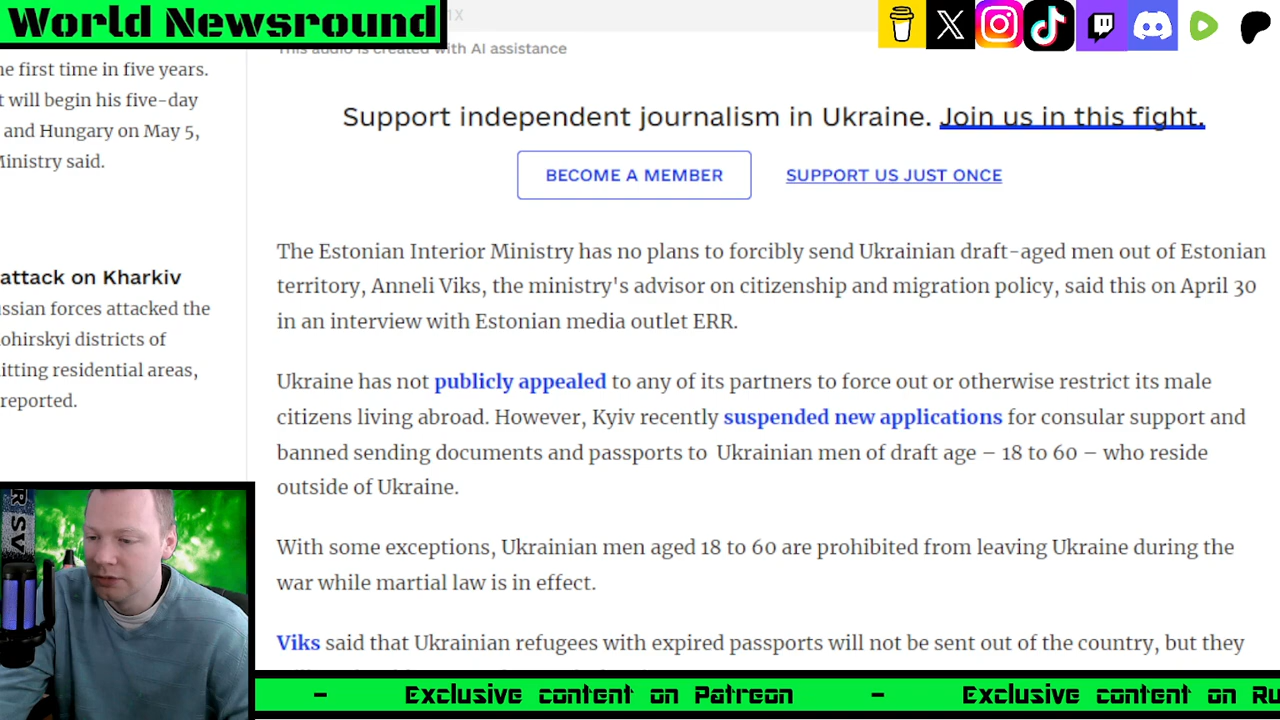 World Newsround
1X
This audio is created with AI assistance
he first time in five years.
t will begin his five-day
and Hungary on May 5,
Ministry said.
Support independent journalism in Ukraine. Join us in this fight.
BECOME A MEMBER
SUPPORT US JUST ONCE
attack on Kharkiv
ussian forces attacked the
ohirskyi districts of
itting residential areas,
reported.
The Estonian Interior Ministry has no plans to forcibly send Ukrainian draft-aged men out of Estonian
territory, Anneli Viks, the ministry's advisor on citizenship and migration policy, said this on April 30
in an interview with Estonian media outlet ERR.
Ukraine has not publicly appealed to any of its partners to force out or otherwise restrict its male
citizens living abroad. However, Kyiv recently suspended new applications for consular support and
banned sending documents and passports to Ukrainian men of draft age – 18 to 60 – who reside
outside of Ukraine.
With some exceptions, Ukrainian men aged 18 to 60 are prohibited from leaving Ukraine during the
war while martial law is in effect.
Viks said that Ukrainian refugees with expired passports will not be sent out of the country, but they
R SV
- Exclusive content on Patreon - Exclusive content on Ru